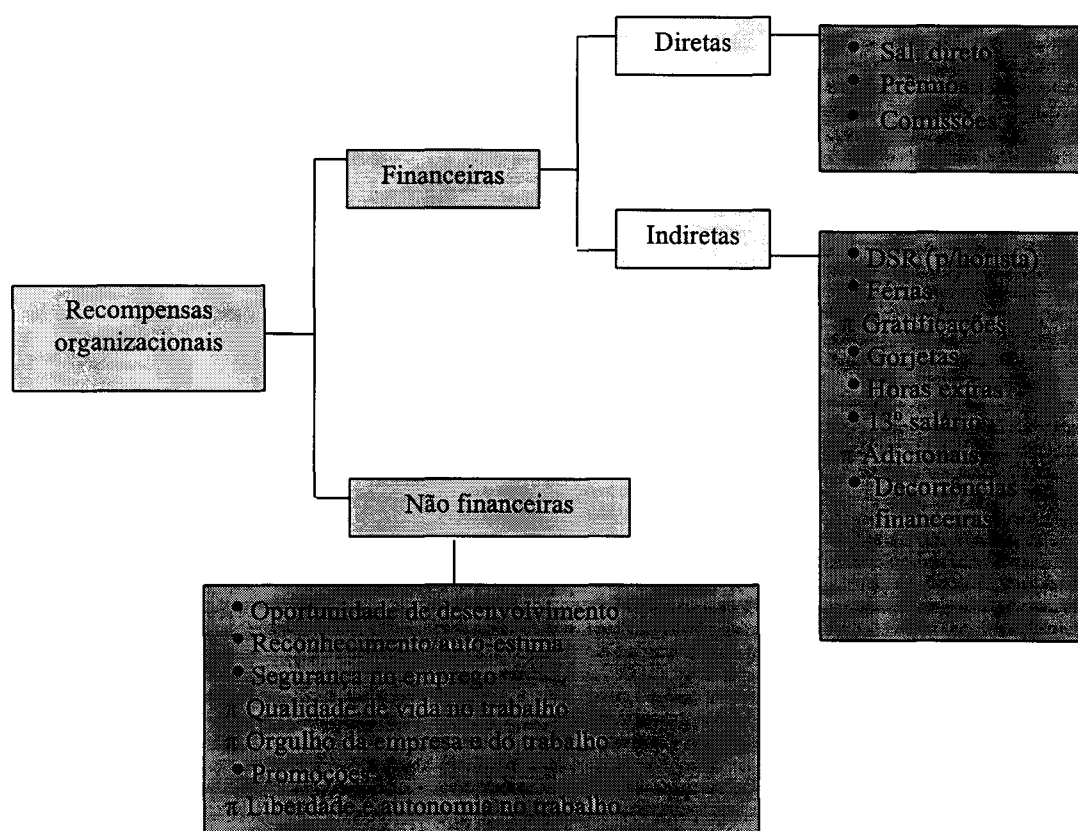 Diretas
• Sal. direto
• Prêmios
• Comissões
Financeiras
Indiretas
• DSR (p/horista)
• Férias
π Gratificações
• Gorjetas
• Horas extras
• 13º salário
π Adicionais
• Decorrências
financeiras
Recompensas
organizacionais
Não financeiras
• Oportunidade de desenvolvimento
• Reconhecimento auto-estima
• Segurança no emprego
π Qualidade de vida no trabalho
π Orgulho da empresa e do trabalho
• Promoções
π Liberdade e autonomia no trabalho